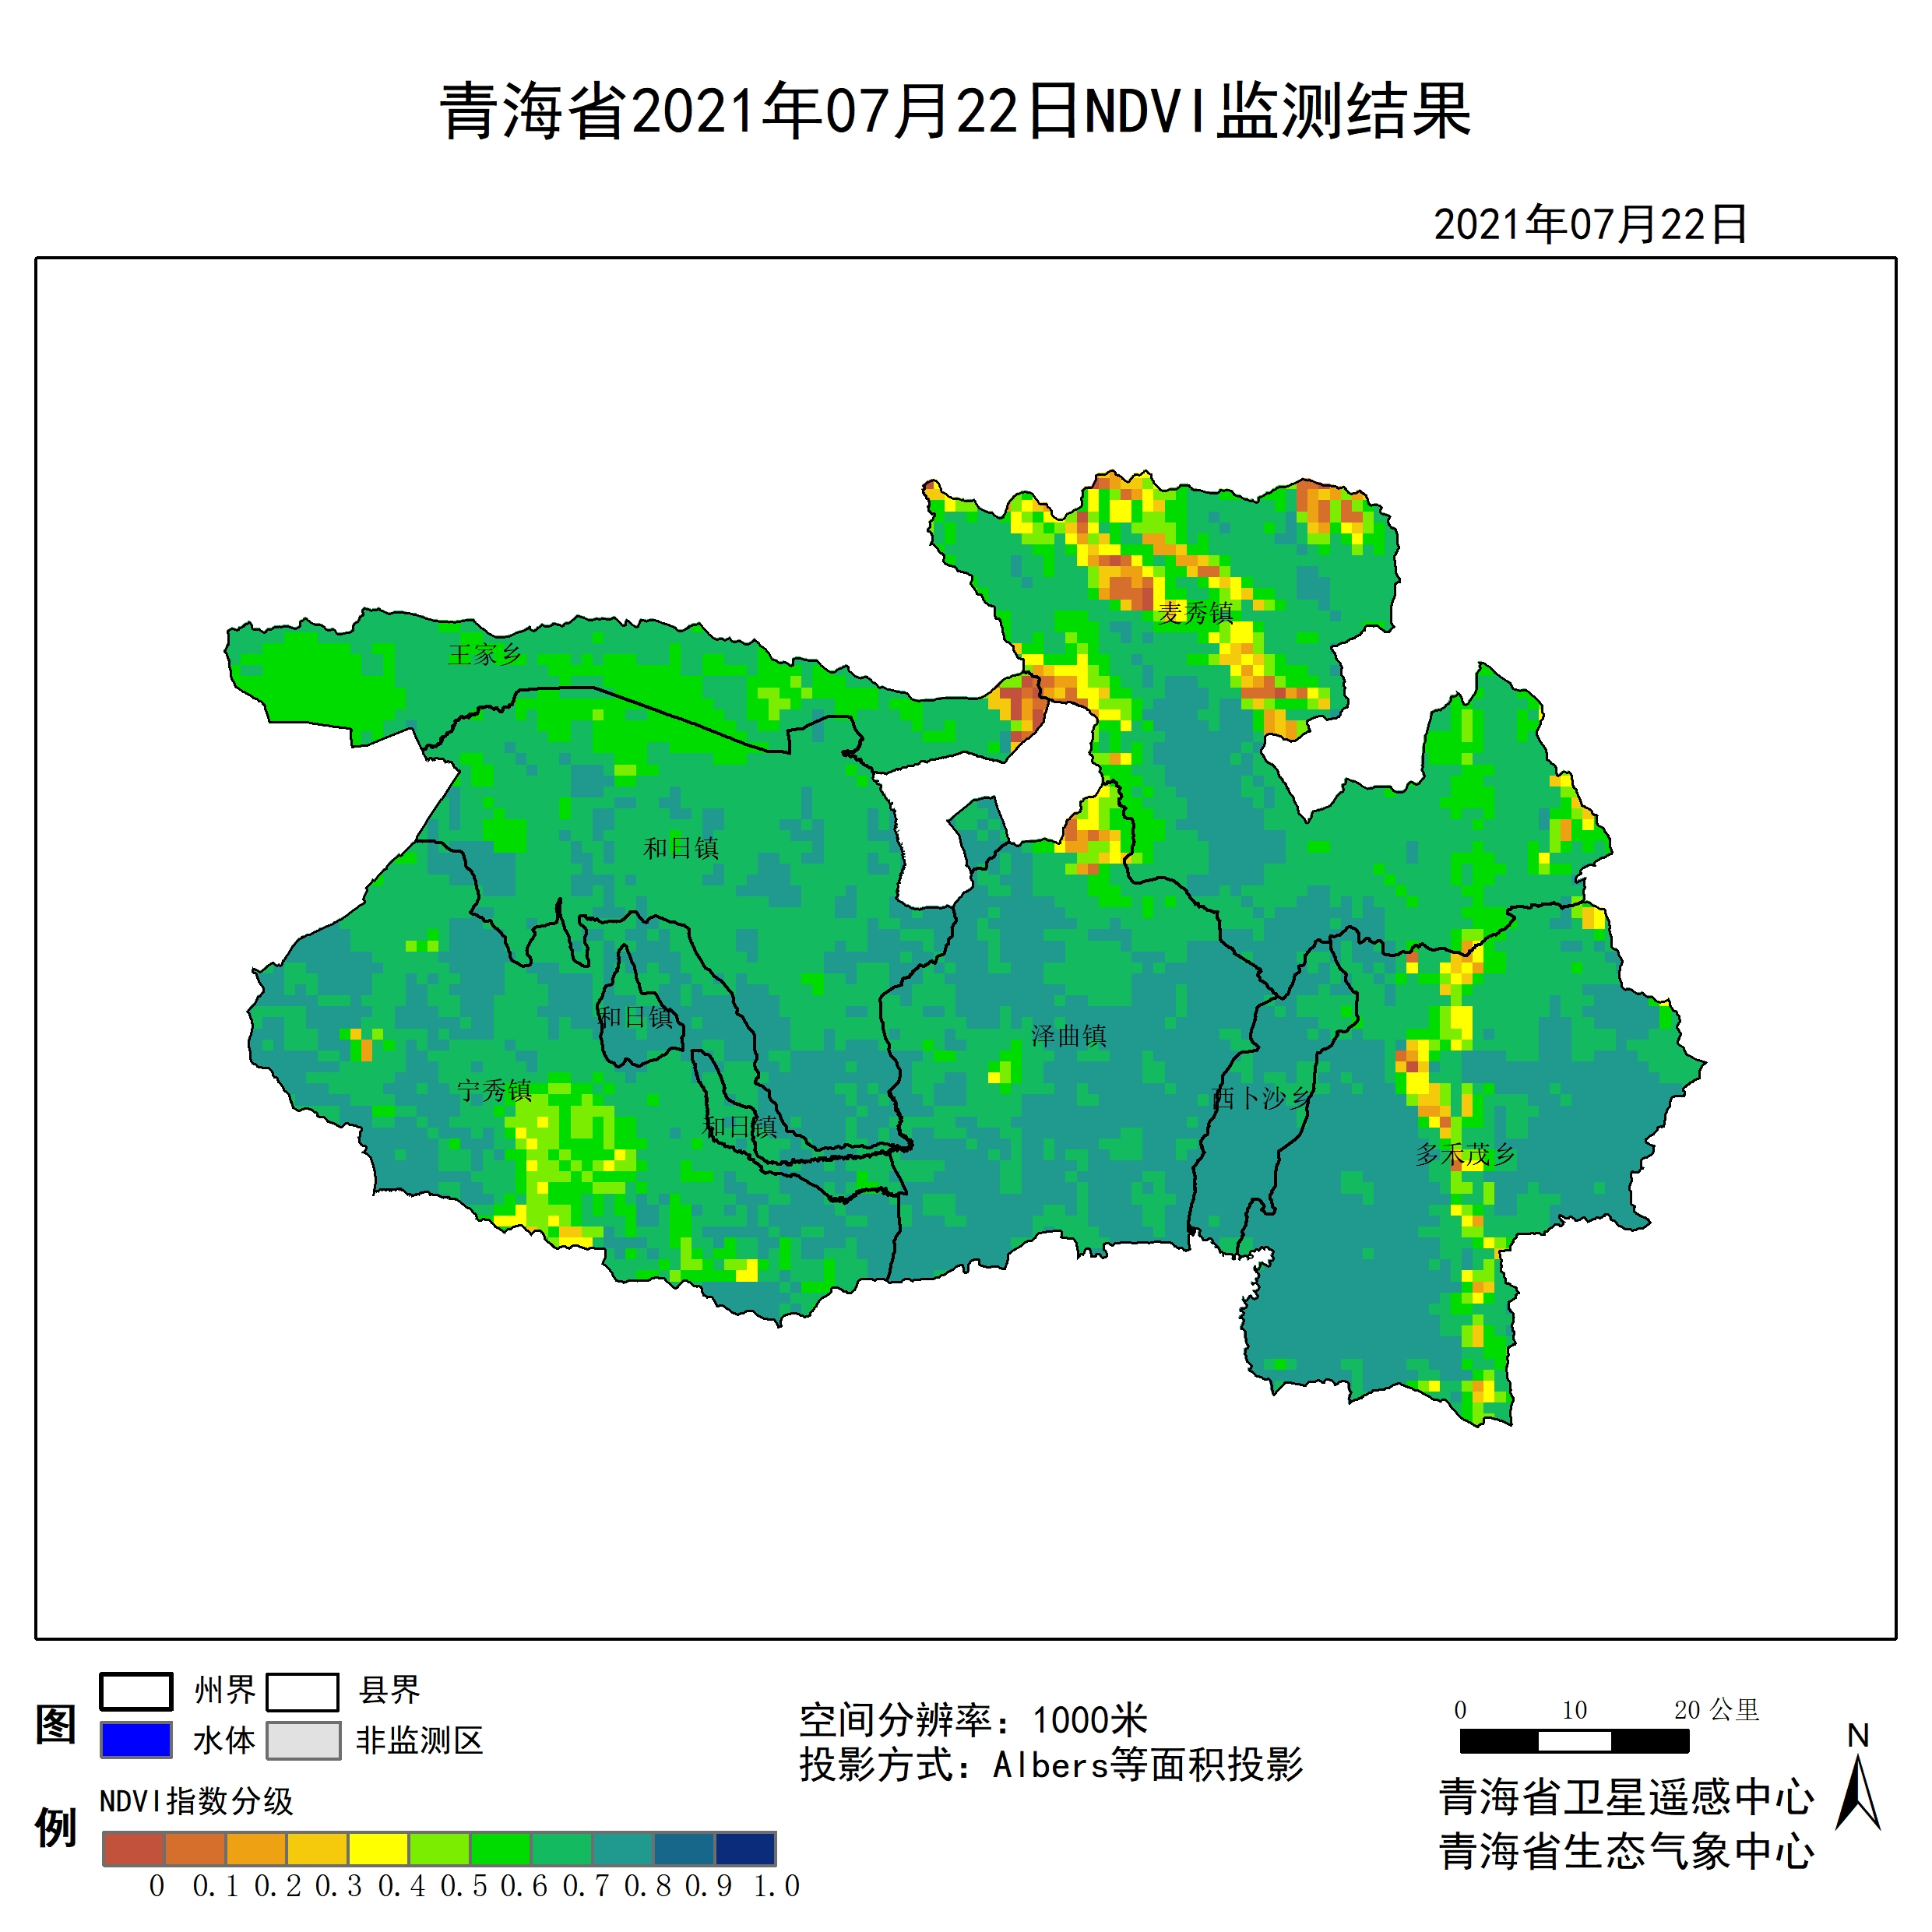 青海省2021年07月22日NDVI监测结果
2021年07月22日
麦秀镇
王家乡
和日镇
和日镇
泽曲镇
宁秀镇
西卜沙乡
和日镇
多禾茂乡
图例
州界 县界
水体 非监测区
NDVI指数分级
0 0.1 0.2 0.3 0.4 0.5 0.6 0.7 0.8 0.9 1.0
空间分辨率：1000米
投影方式：Albers等面积投影
0 10 20 公里
N
青海省卫星遥感中心
青海省生态气象中心